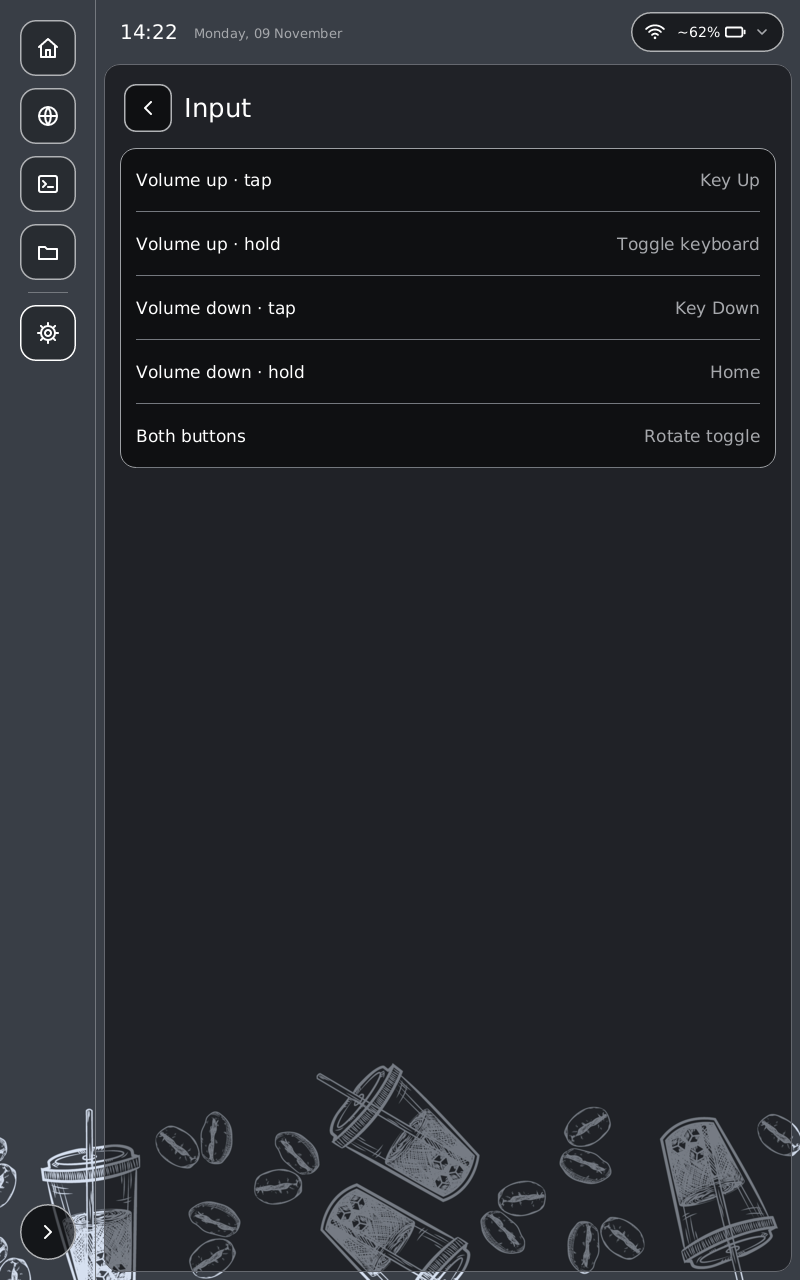 14:22 Monday, 09 November ~62%
Input
Volume up · tap Key Up
Volume up · hold Toggle keyboard
Volume down · tap Key Down
Volume down · hold Home
Both buttons Rotate toggle